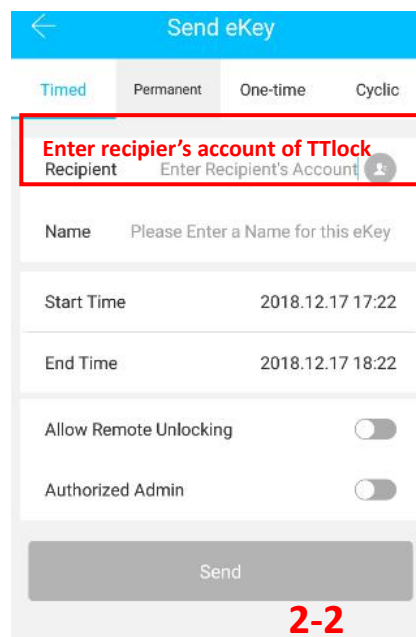 Send eKey
Timed Permanent One-time Cyclic
Enter recipier’s account of TTlock
Recipient Enter Recipient's Account
Name Please Enter a Name for this eKey
Start Time 2018.12.17 17:22
End Time 2018.12.17 18:22
Allow Remote Unlocking
Authorized Admin
Send
2-2